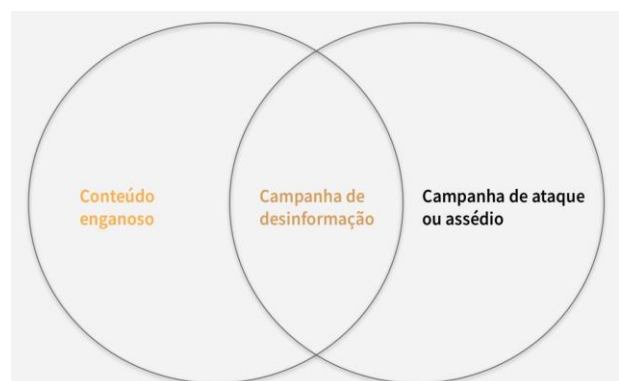 Conteúdo
enganoso
Campanha de
desinformação
Campanha de ataque
ou assédio